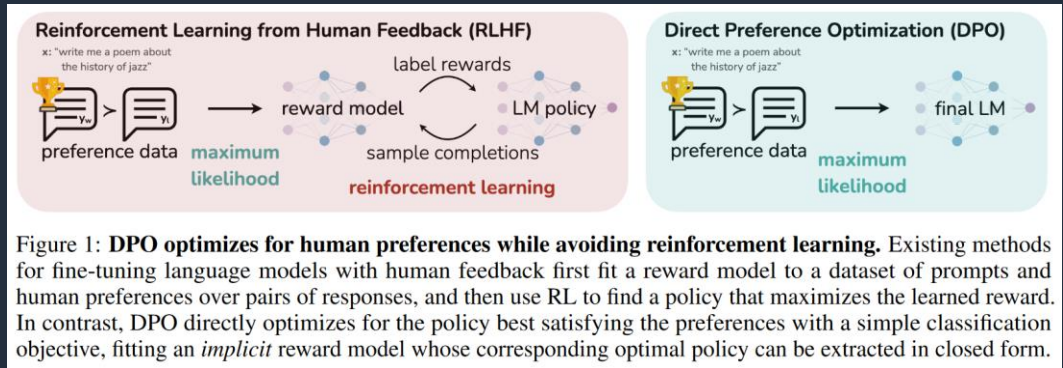 Reinforcement Learning from Human Feedback (RLHF)
x: "write me a poem about
the history of jazz"
label rewards
yw
>
yl
reward model
LM policy
preference data
maximum
likelihood
sample completions
reinforcement learning
Direct Preference Optimization (DPO)
x: "write me a poem about
the history of jazz"
yw
>
yl
final LM
preference data
maximum
likelihood
Figure 1: DPO optimizes for human preferences while avoiding reinforcement learning. Existing methods
for fine-tuning language models with human feedback first fit a reward model to a dataset of prompts and
human preferences over pairs of responses, and then use RL to find a policy that maximizes the learned reward.
In contrast, DPO directly optimizes for the policy best satisfying the preferences with a simple classification
objective, fitting an implicit reward model whose corresponding optimal policy can be extracted in closed form.